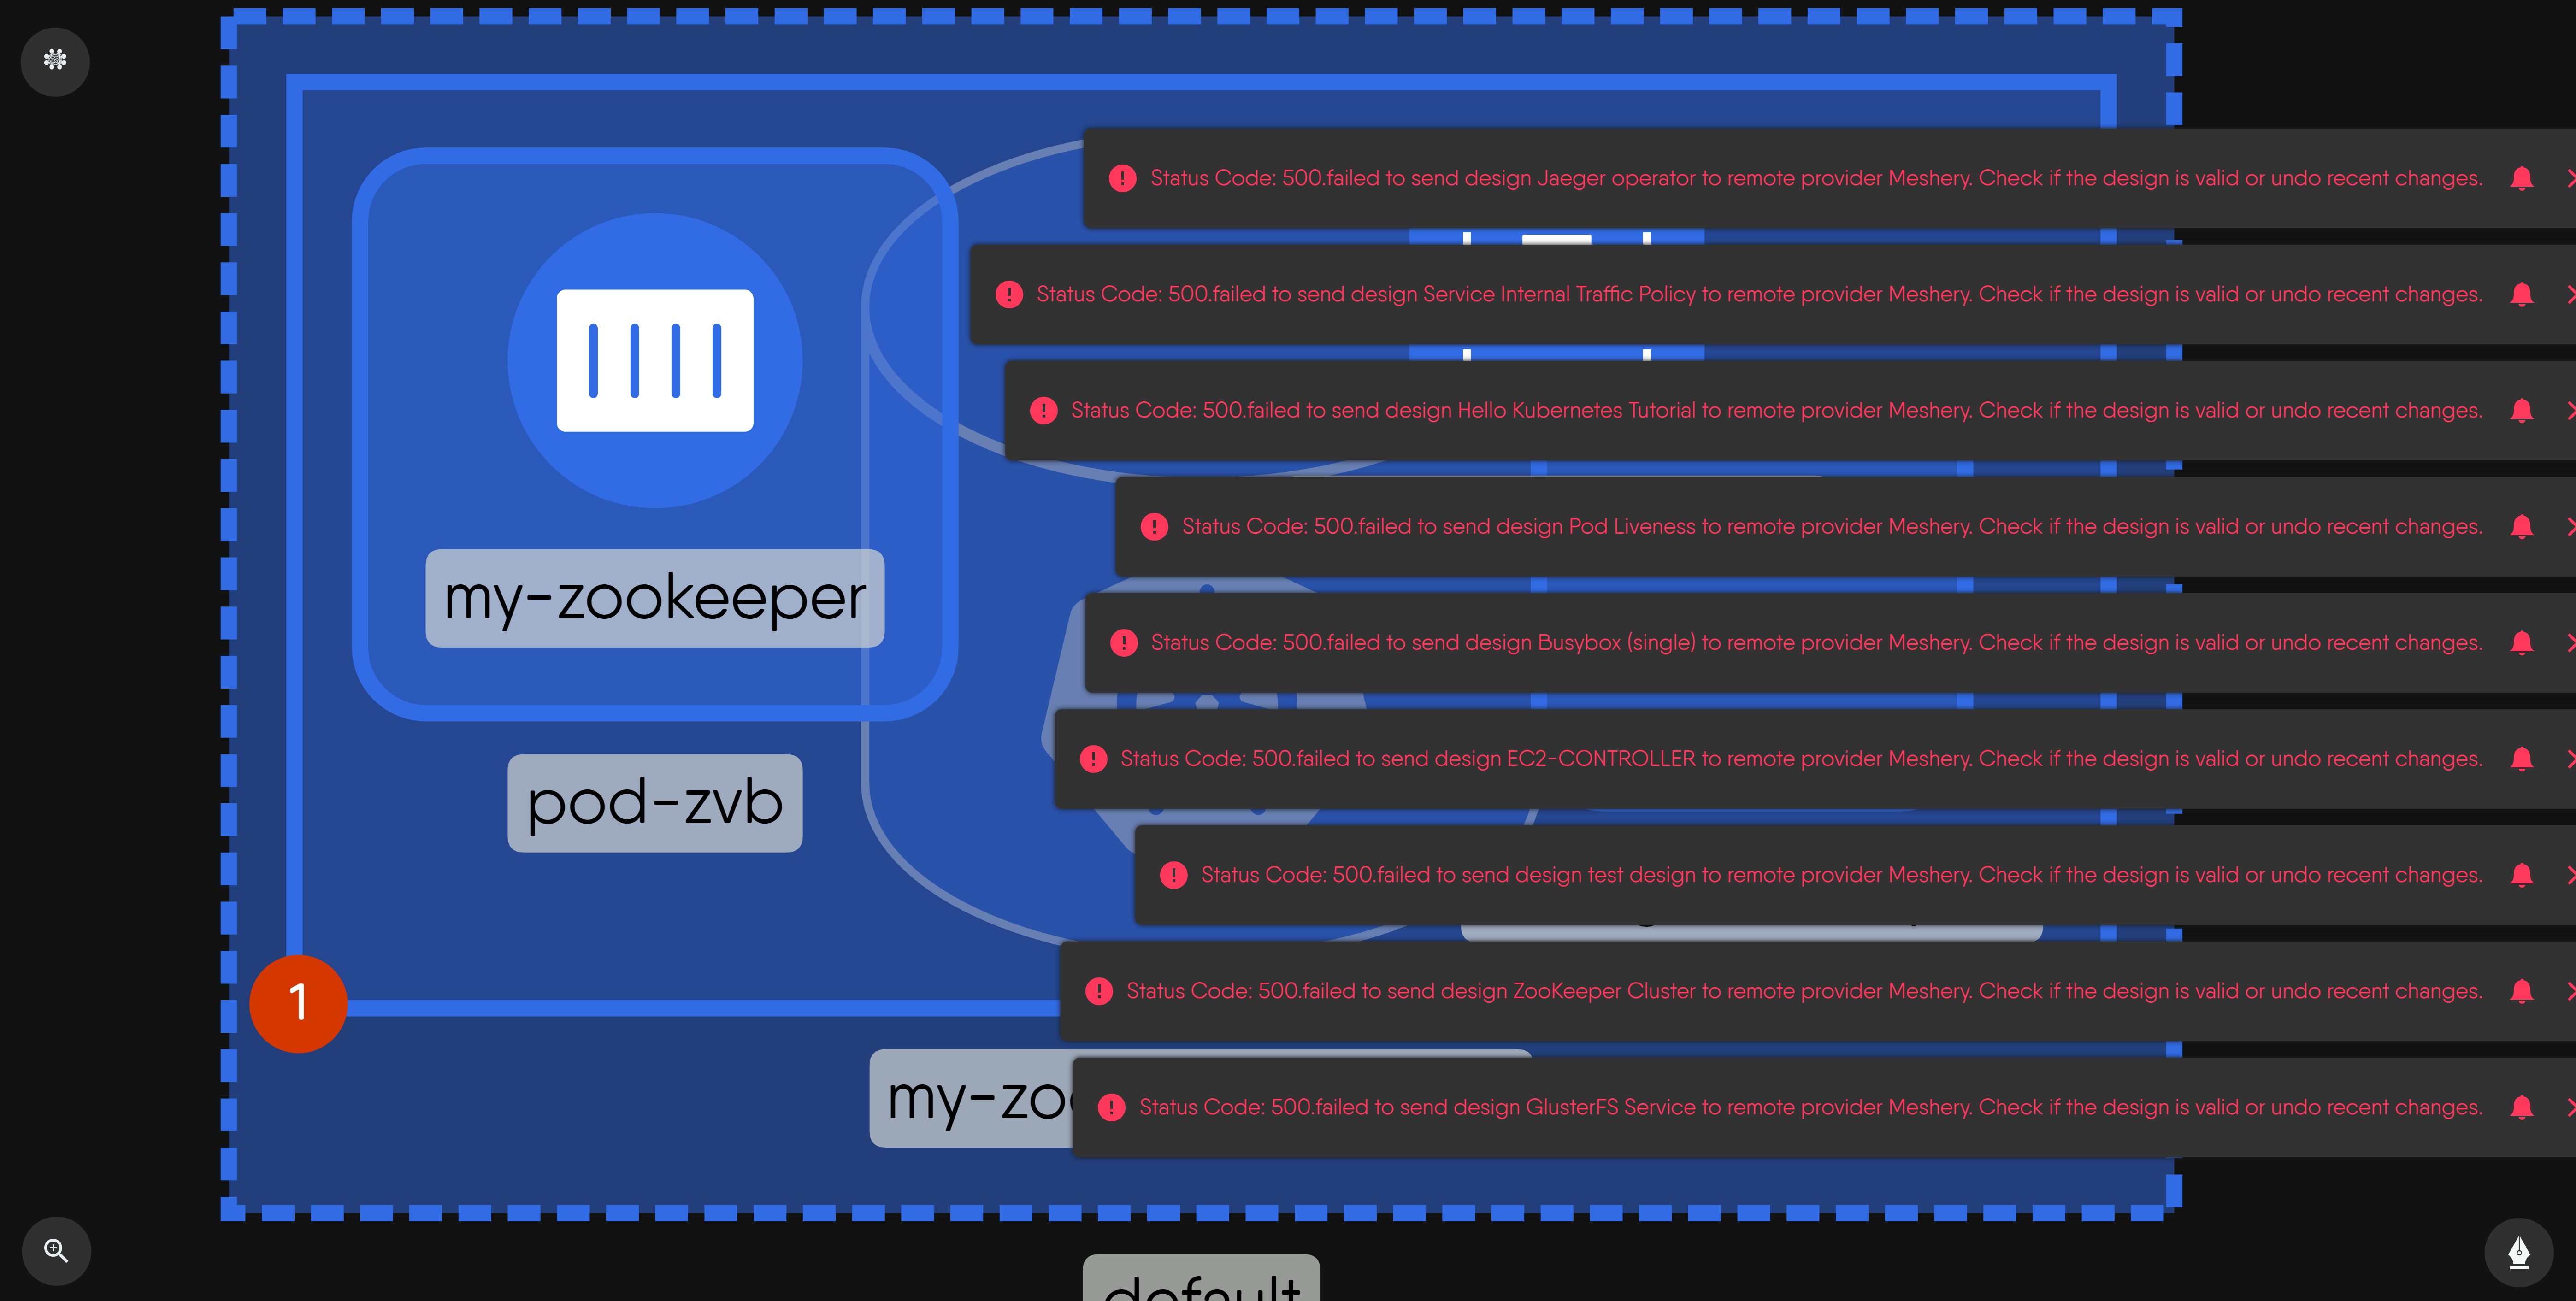 Status Code: 500.failed to send design Jaeger operator to remote provider Meshery. Check if the design is valid or undo recent changes.
Status Code: 500.failed to send design Service Internal Traffic Policy to remote provider Meshery. Check if the design is valid or undo recent changes.
Status Code: 500.failed to send design Hello Kubernetes Tutorial to remote provider Meshery. Check if the design is valid or undo recent changes.
Status Code: 500.failed to send design Pod Liveness to remote provider Meshery. Check if the design is valid or undo recent changes.
my-zookeeper
Status Code: 500.failed to send design Busybox (single) to remote provider Meshery. Check if the design is valid or undo recent changes.
Status Code: 500.failed to send design EC2-CONTROLLER to remote provider Meshery. Check if the design is valid or undo recent changes.
pod-zvb
Status Code: 500.failed to send design test design to remote provider Meshery. Check if the design is valid or undo recent changes.
Status Code: 500.failed to send design ZooKeeper Cluster to remote provider Meshery. Check if the design is valid or undo recent changes.
1
my-zoo
Status Code: 500.failed to send design GlusterFS Service to remote provider Meshery. Check if the design is valid or undo recent changes.
default